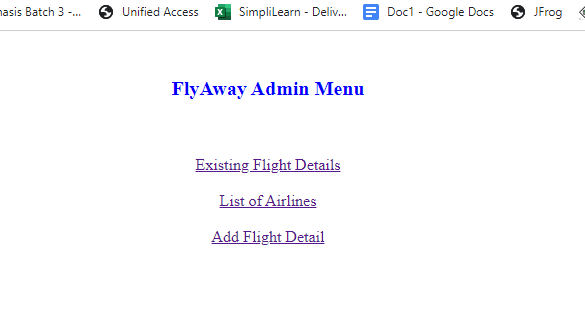 hasis Batch 3 -... Unified Access SimpliLearn - Deliv... Doc1 - Google Docs JFrog
FlyAway Admin Menu
Existing Flight Details
List of Airlines
Add Flight Detail